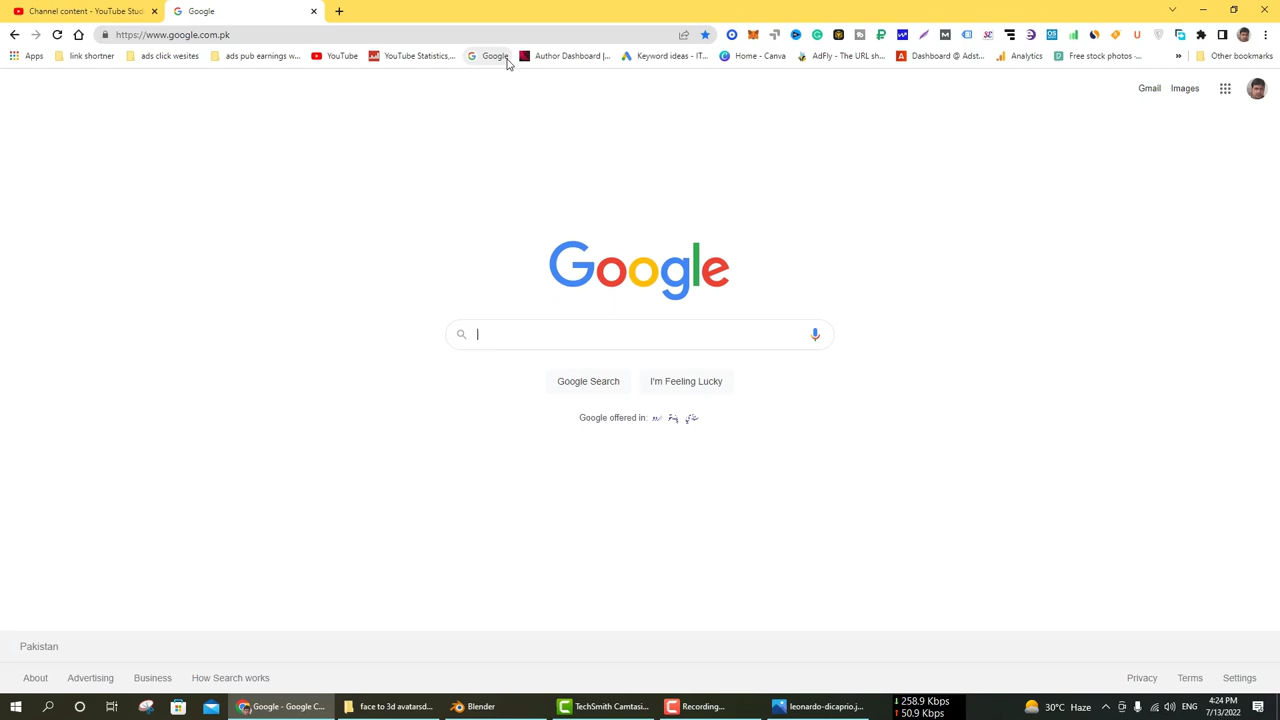 Channel content - YouTube Stud
Google
https://www.google.com.pk
Apps
link shortner
ads click wesites
ads pub earnings w...
YouTube
YouTube Statistics,...
Google
Author Dashboard |...
Keyword ideas - IT...
Home - Canva
AdFly - The URL sh...
Dashboard @ Adst...
Analytics
Free stock photos -...
»
Other bookmarks
Gmail
Images
Google
Google Search
I'm Feeling Lucky
Google offered in: اردو پښتو سنڌي
Pakistan
About
Advertising
Business
How Search works
Privacy
Terms
Settings
Google - Google C...
face to 3d avatarsd...
Blender
TechSmith Camtasi...
Recording...
leonardo-dicaprio.j...
↓ 258.9 Kbps
↑ 50.9 Kbps
30°C Haze
4:24 PM
7/13/2022